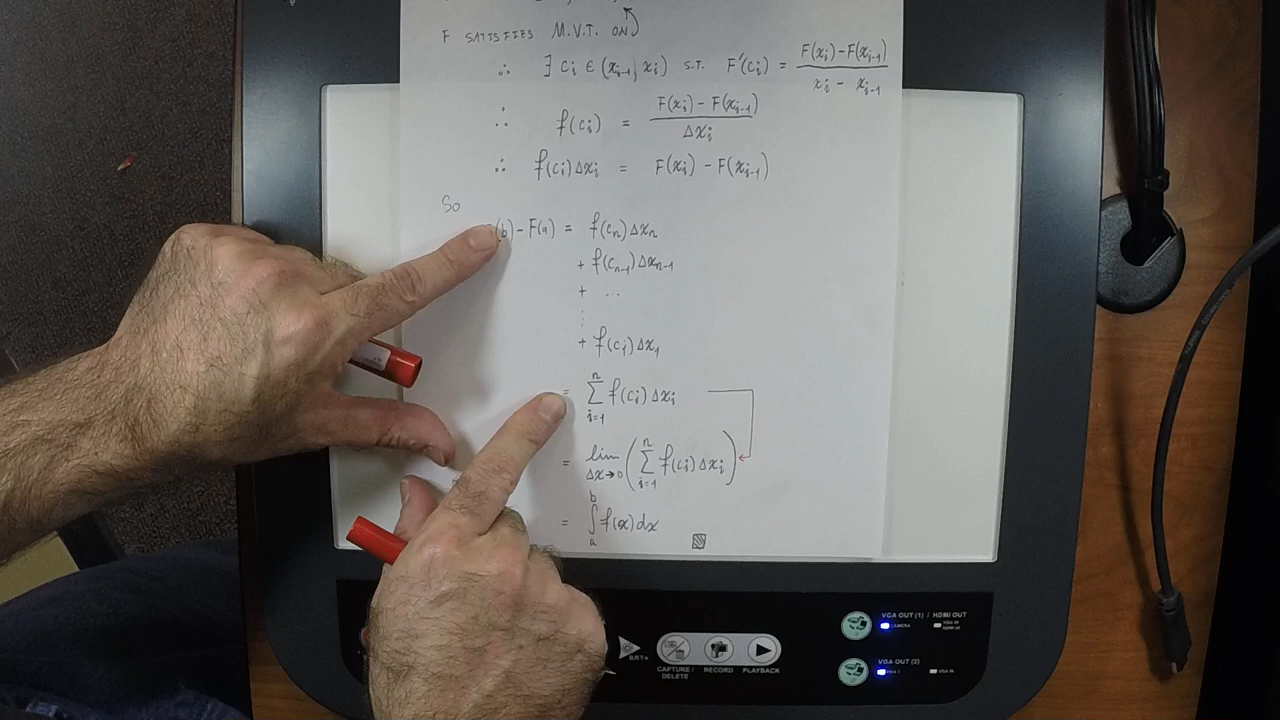 F SATISFIES M.V.T. ON
∴ ∃ cᵢ ∈ (xᵢ₋₁, xᵢ) S.T. F'(cᵢ) = (F(xᵢ) - F(xᵢ₋₁)) / (xᵢ - xᵢ₋₁)
∴ f(cᵢ) = (F(xᵢ) - F(xᵢ₋₁)) / Δxᵢ
∴ f(cᵢ)Δxᵢ = F(xᵢ) - F(xᵢ₋₁)
So
(b) - F(a) = f(cₙ)Δxₙ
+ f(cₙ₋₁)Δxₙ₋₁
+ ...
⋮
+ f(c₁)Δx₁
= ∑ᵢ₌₁ⁿ f(cᵢ)Δxᵢ
= lim Δx→0 (∑ᵢ₌₁ⁿ f(cᵢ)Δxᵢ)
= ∫ₐᵇ f(x)dx
VGA OUT (1) / HDMI OUT
CAMERA
VGA OUT (2)
BRT+
CAPTURE / DELETE
RECORD
PLAYBACK